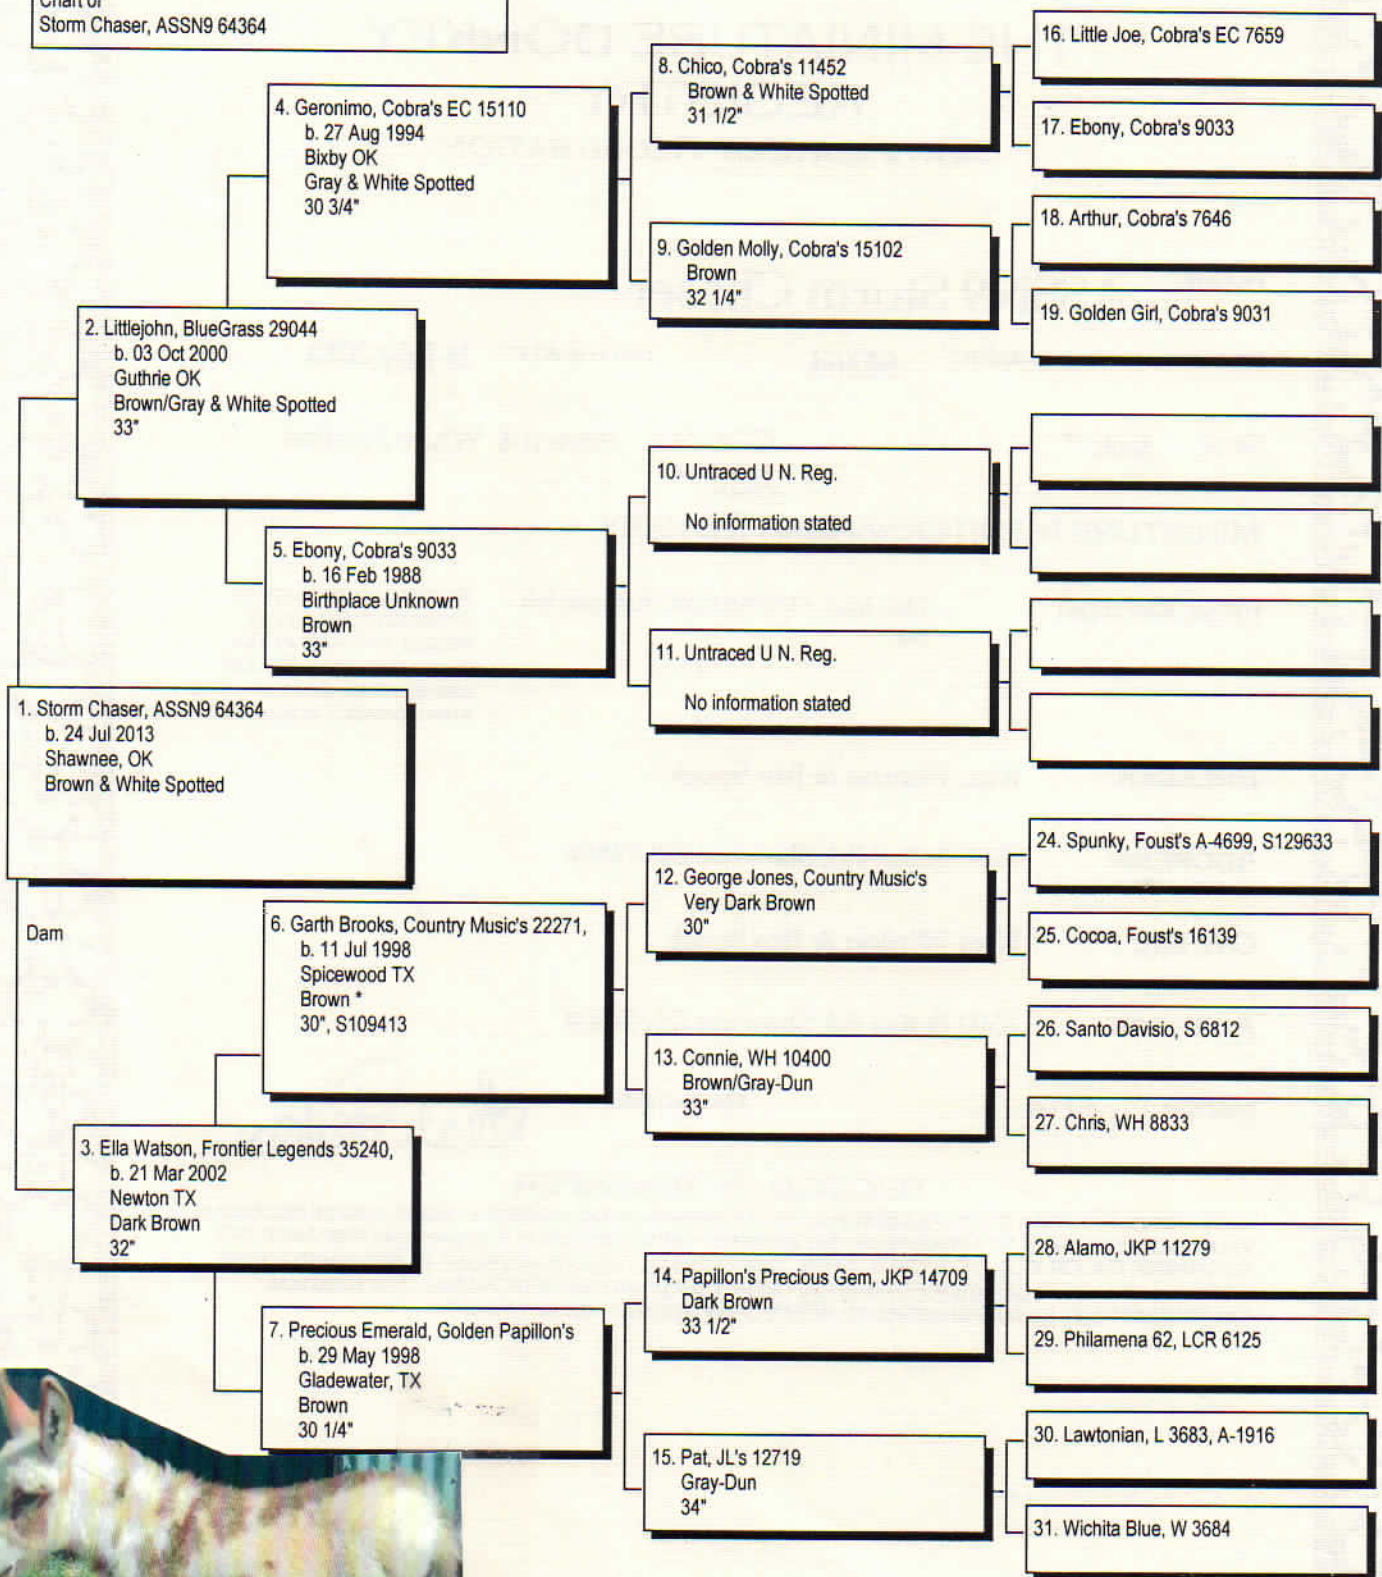 Chart of
Storm Chaser, ASSN9 64364
16. Little Joe, Cobra's EC 7659
8. Chico, Cobra's 11452
Brown & White Spotted
31 1/2"
4. Geronimo, Cobra's EC 15110
b. 27 Aug 1994
Bixby OK
Gray & White Spotted
30 3/4"
17. Ebony, Cobra's 9033
18. Arthur, Cobra's 7646
9. Golden Molly, Cobra's 15102
Brown
32 1/4"
19. Golden Girl, Cobra's 9031
2. Littlejohn, BlueGrass 29044
b. 03 Oct 2000
Guthrie OK
Brown/Gray & White Spotted
33"
10. Untraced U N. Reg.
No information stated
5. Ebony, Cobra's 9033
b. 16 Feb 1988
Birthplace Unknown
Brown
33"
11. Untraced U N. Reg.
No information stated
1. Storm Chaser, ASSN9 64364
b. 24 Jul 2013
Shawnee, OK
Brown & White Spotted
24. Spunky, Foust's A-4699, S129633
12. George Jones, Country Music's
Very Dark Brown
30"
Dam
6. Garth Brooks, Country Music's 22271,
b. 11 Jul 1998
Spicewood TX
Brown *
30", S109413
25. Cocoa, Foust's 16139
26. Santo Davisio, S 6812
13. Connie, WH 10400
Brown/Gray-Dun
33"
27. Chris, WH 8833
3. Ella Watson, Frontier Legends 35240,
b. 21 Mar 2002
Newton TX
Dark Brown
32"
28. Alamo, JKP 11279
14. Papillon's Precious Gem, JKP 14709
Dark Brown
33 1/2"
29. Philamena 62, LCR 6125
7. Precious Emerald, Golden Papillon's
b. 29 May 1998
Gladewater, TX
Brown
30 1/4"
30. Lawtonian, L 3683, A-1916
15. Pat, JL's 12719
Gray-Dun
34"
31. Wichita Blue, W 3684